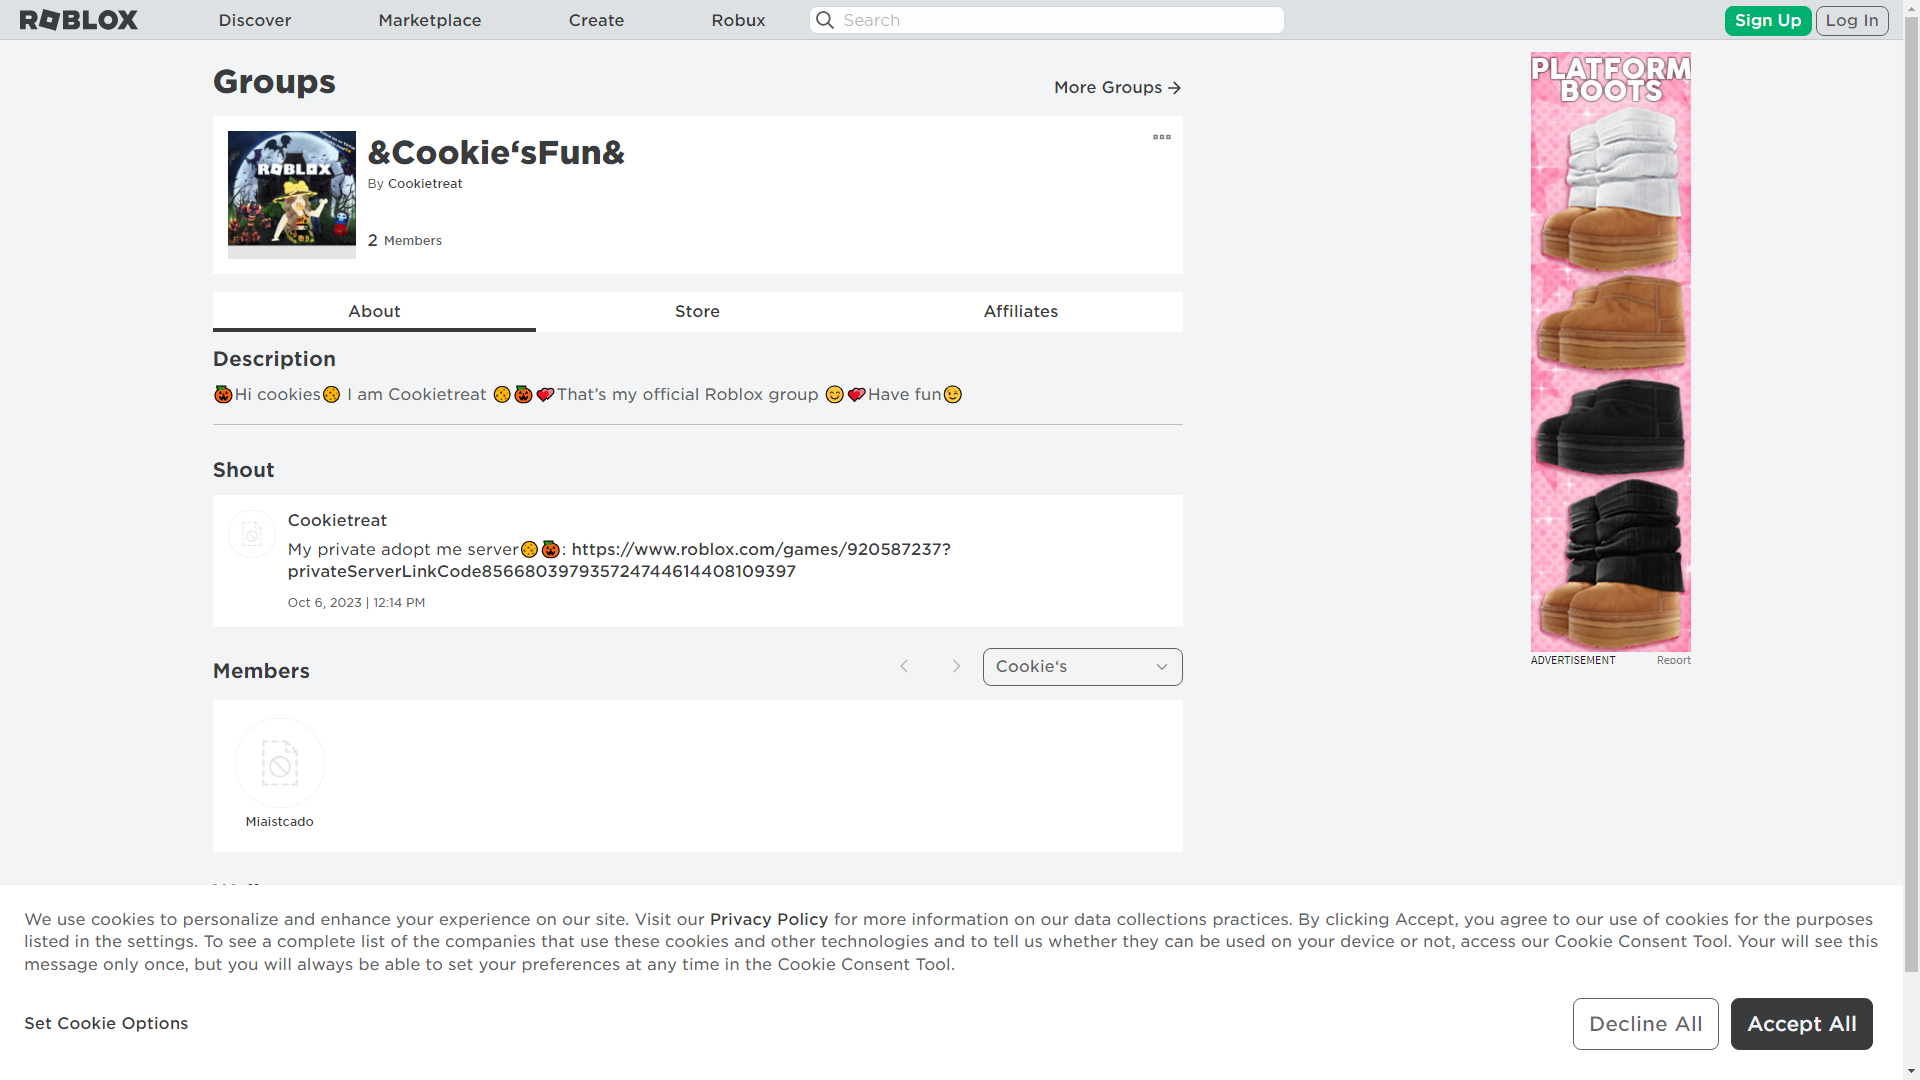 ROBLOX
Discover
Marketplace
Create
Robux
Search
Sign Up
Log In
Groups
More Groups
ROBLOX
&Cookie‘sFun&
By Cookietreat
2 Members
About
Store
Affiliates
Description
🎃Hi cookies🍪 I am Cookietreat 🍪🎃💕That’s my official Roblox group 😊💕Have fun😉
Shout
Cookietreat
My private adopt me server🍪🎃: https://www.roblox.com/games/920587237?
privateServerLinkCode85668039793572474461440810​9397
Oct 6, 2023 | 12:14 PM
Members
Cookie‘s
Miaistcado
PLATFORM
BOOTS
ADVERTISEMENT
Report
We use cookies to personalize and enhance your experience on our site. Visit our Privacy Policy for more information on our data collections practices. By clicking Accept, you agree to our use of cookies for the purposes
listed in the settings. To see a complete list of the companies that use these cookies and other technologies and to tell us whether they can be used on your device or not, access our Cookie Consent Tool. Your will see this
message only once, but you will always be able to set your preferences at any time in the Cookie Consent Tool.
Set Cookie Options
Decline All
Accept All